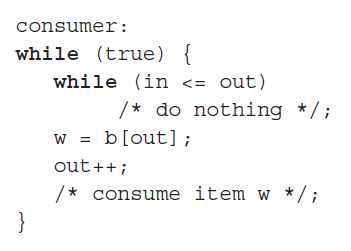 consumer:
while (true) {
while (in <= out)
/* do nothing */;
w = b[out];
out++;
/* consume item w */;
}